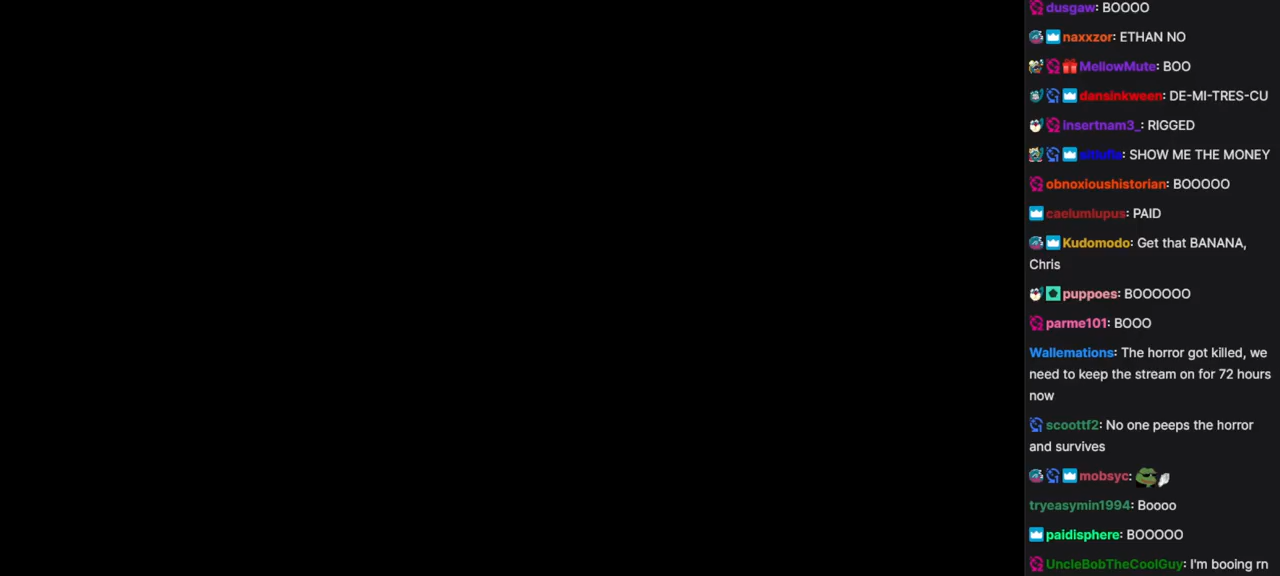 dusgaw: BOOOO
naxxzor: ETHAN NO
MellowMute: BOO
dansinkween: DE-MI-TRES-CU
insertnam3_: RIGGED
: SHOW ME THE MONEY
obnoxioushistorian: BOOOOO
caelumlupus: PAID
Kudomodo: Get that BANANA,
Chris
puppoes: BOOOOOO
parme101: BOOO
Wallemations: The horror got killed, we
need to keep the stream on for 72 hours
now
scoottf2: No one peeps the horror
and survives
mobsyc:
tryeasymin1994: Boooo
paidisphere: BOOOOO
UncleBobTheCoolGuy: I'm booing rn